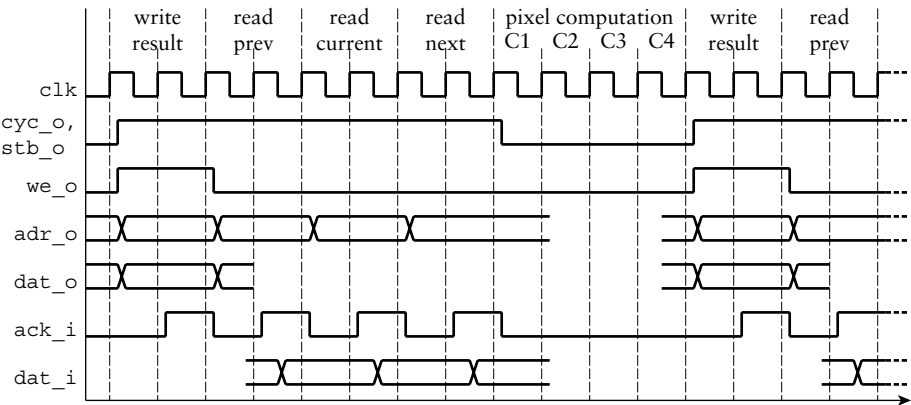 write read read read pixel computation write read
result prev current next C1 C2 C3 C4 result prev
clk
cyc_o,
stb_o
we_o
adr_o
dat_o
ack_i
dat_i